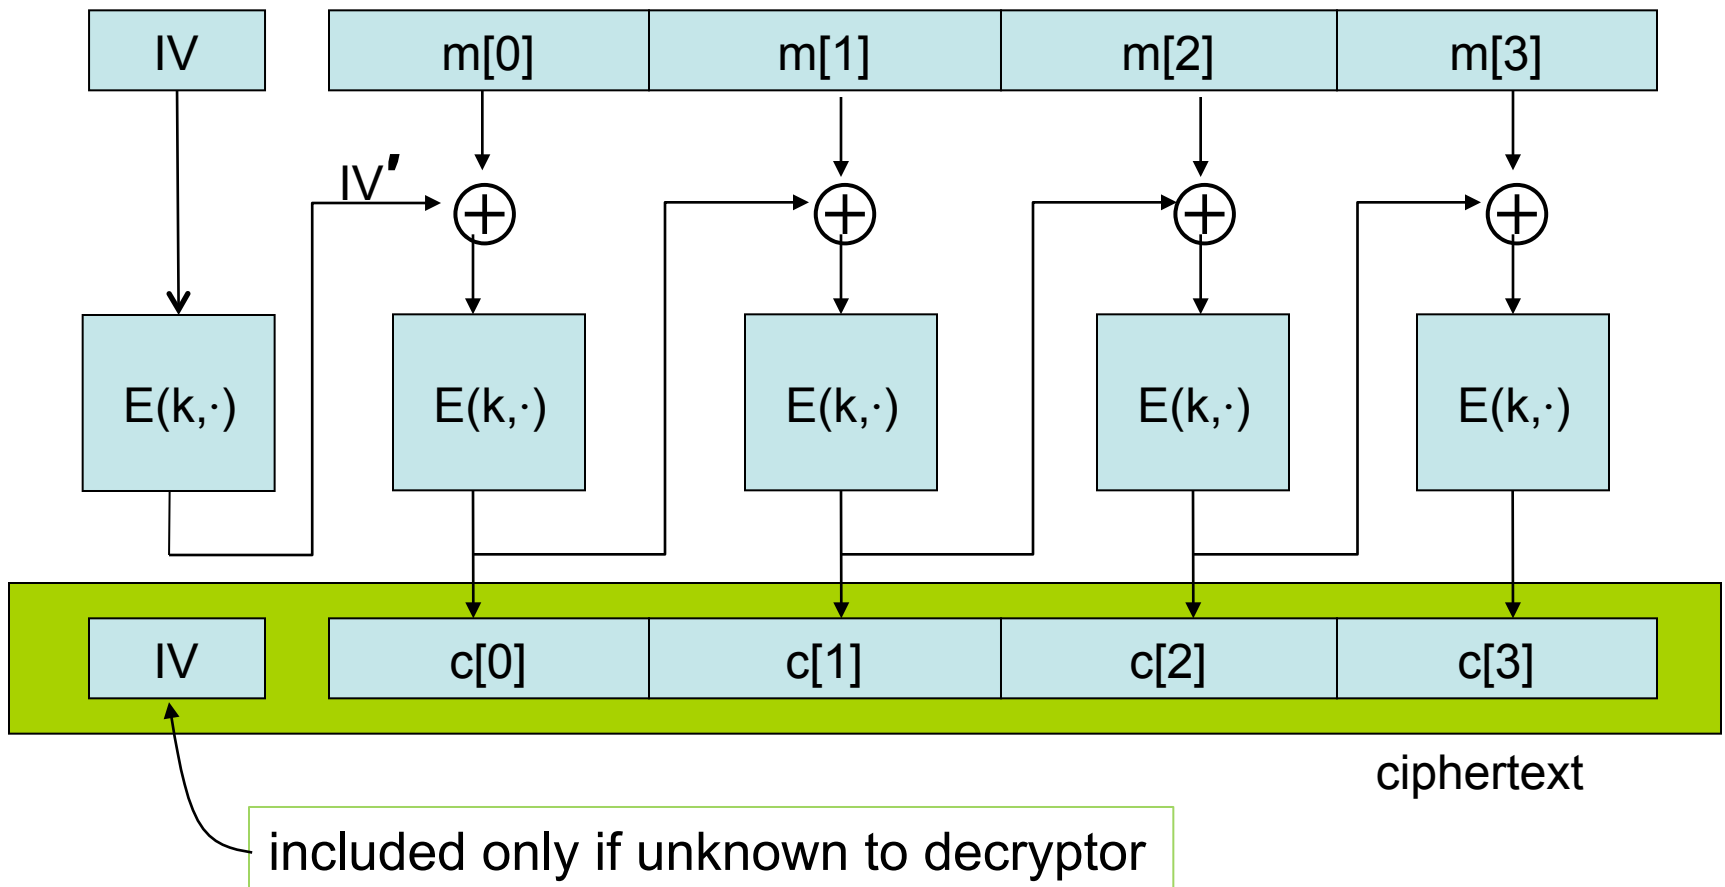 IV m[0] m[1] m[2] m[3]
IV′
E(k,·) E(k,·) E(k,·) E(k,·) E(k,·)
IV c[0] c[1] c[2] c[3]
ciphertext
included only if unknown to decryptor